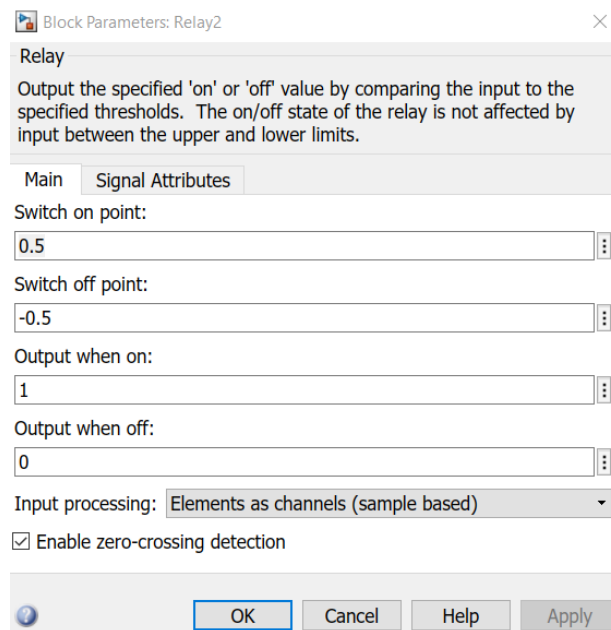 Block Parameters: Relay2
Relay
Output the specified 'on' or 'off' value by comparing the input to the
specified thresholds.  The on/off state of the relay is not affected by
input between the upper and lower limits.
Main Signal Attributes
Switch on point:
0.5
Switch off point:
-0.5
Output when on:
1
Output when off:
0
Input processing: Elements as channels (sample based)
Enable zero-crossing detection
OK Cancel Help Apply